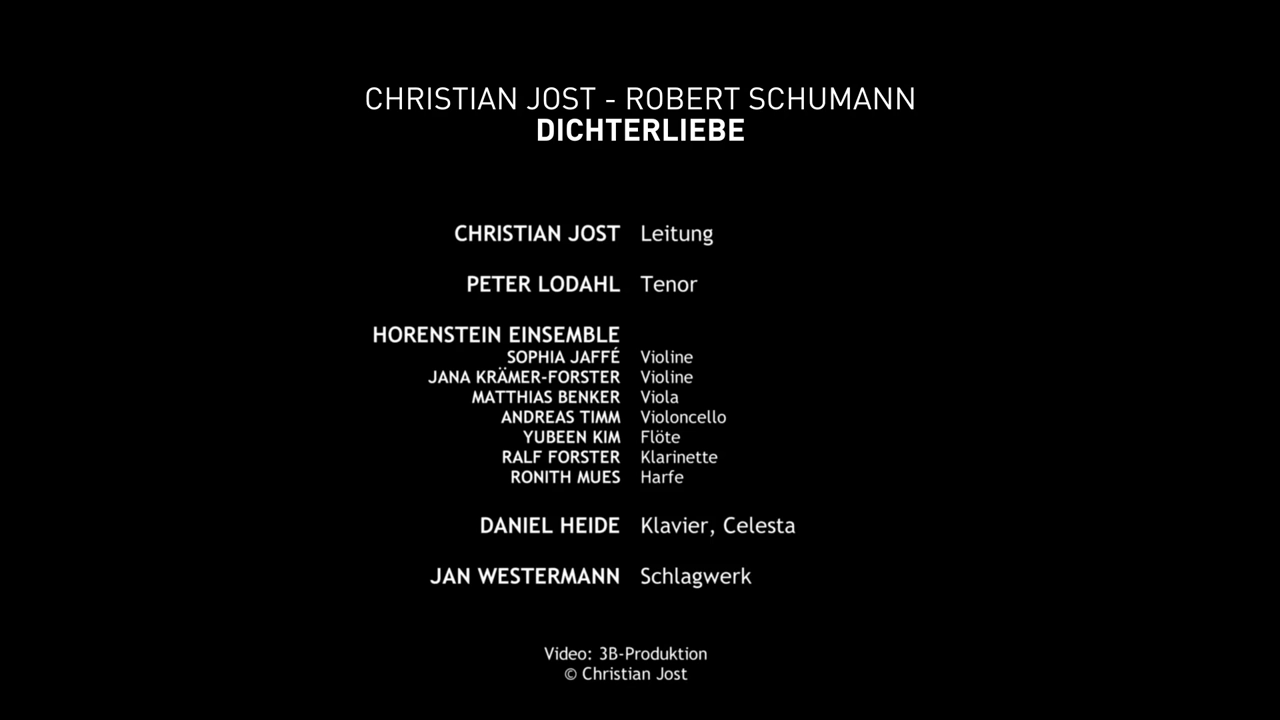 CHRISTIAN JOST - ROBERT SCHUMANN
DICHTERLIEBE
CHRISTIAN JOST Leitung
PETER LODAHL Tenor
HORENSTEIN EINSEMBLE
SOPHIA JAFFÉ Violine
JANA KRÄMER-FORSTER Violine
MATTHIAS BENKER Viola
ANDREAS TIMM Violoncello
YUBEEN KIM Flöte
RALF FORSTER Klarinette
RONITH MUES Harfe
DANIEL HEIDE Klavier, Celesta
JAN WESTERMANN Schlagwerk
Video: 3B-Produktion
© Christian Jost